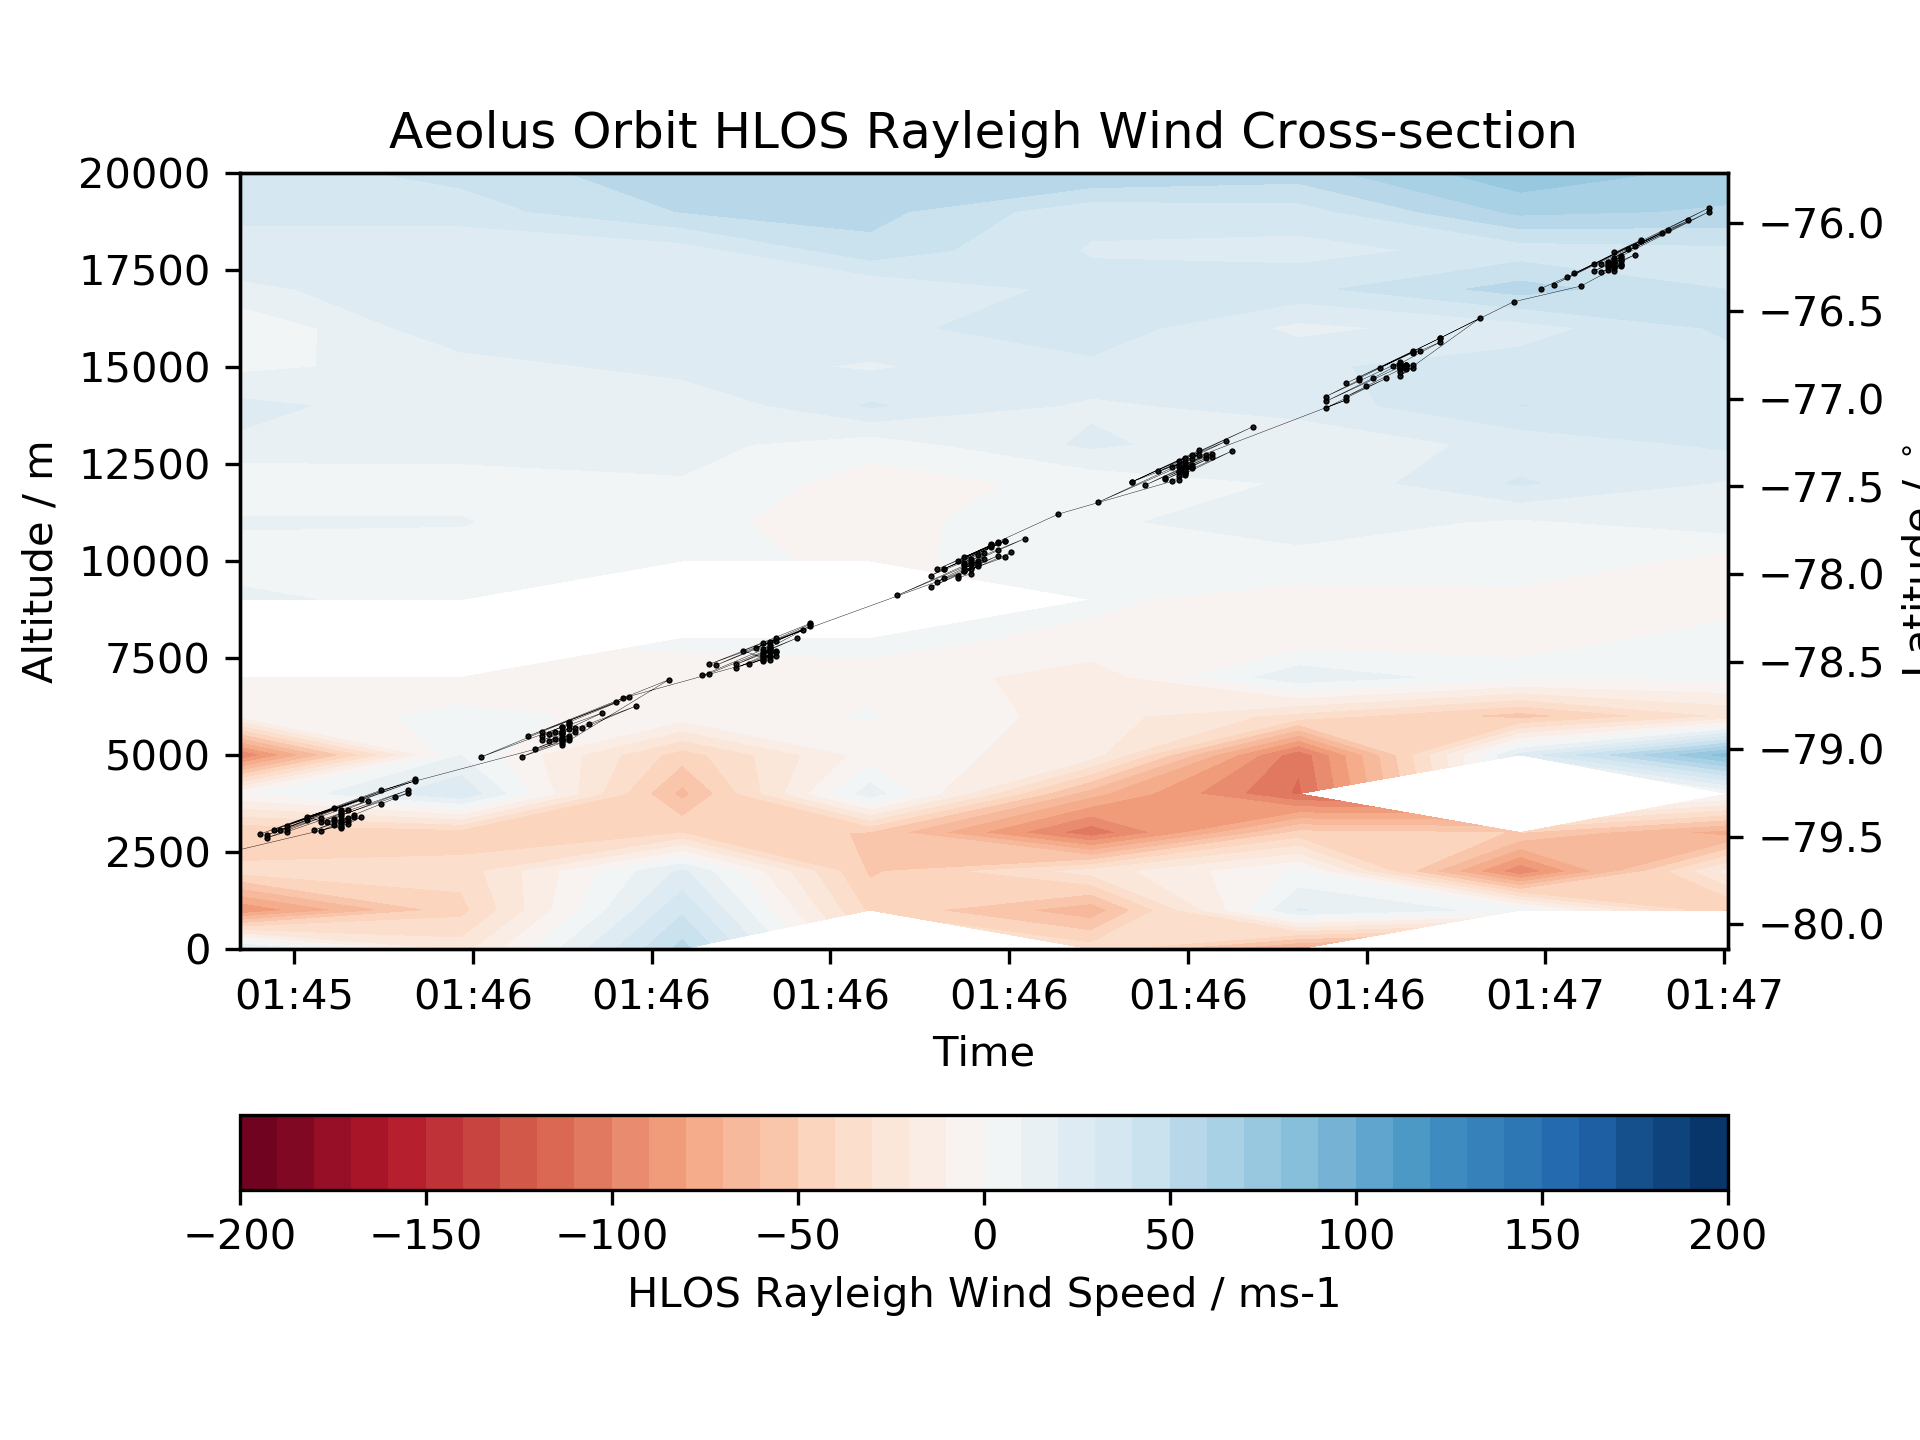 Aeolus Orbit HLOS Rayleigh Wind Cross-section
20000
17500
15000
12500
10000
7500
5000
2500
0
Altitude / m
−76.0
−76.5
−77.0
−77.5
−78.0
−78.5
−79.0
−79.5
−80.0
Latitude / °
01:45 01:46 01:46 01:46 01:46 01:46 01:46 01:47 01:47
Time
−200 −150 −100 −50 0 50 100 150 200
HLOS Rayleigh Wind Speed / ms-1